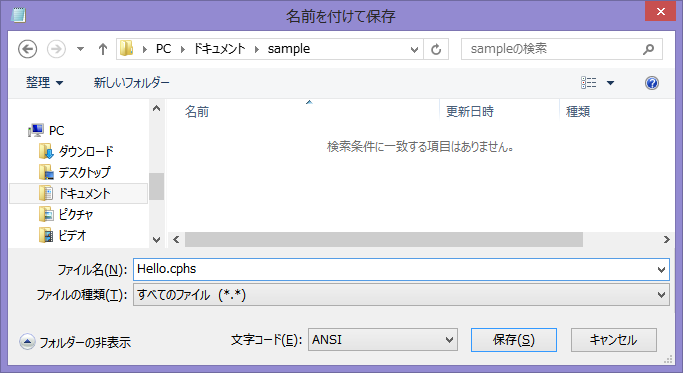 名前を付けて保存
PC ドキュメント sample
sampleの検索
整理 新しいフォルダー
名前 更新日時 種類
検索条件に一致する項目はありません。
PC
ダウンロード
デスクトップ
ドキュメント
ピクチャ
ビデオ
ファイル名(N): Hello.cphs
ファイルの種類(T): すべてのファイル (*.*)
フォルダーの非表示 文字コード(E): ANSI 保存(S) キャンセル